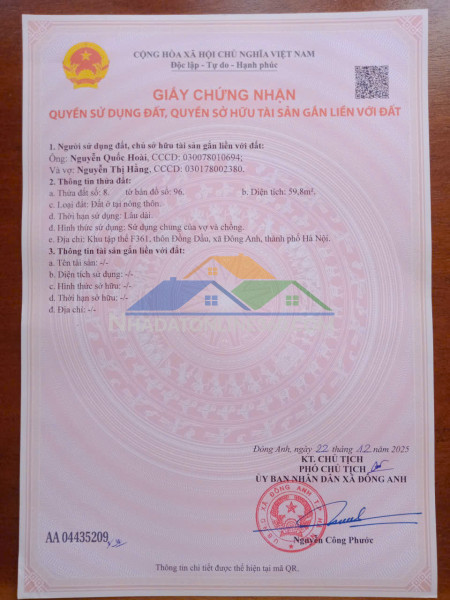 CỘNG HÒA XÃ HỘI CHỦ NGHĨA VIỆT NAM
Độc lập - Tự do - Hạnh phúc
GIẤY CHỨNG NHẬN
QUYỀN SỬ DỤNG ĐẤT, QUYỀN SỞ HỮU TÀI SẢN GẮN LIỀN VỚI ĐẤT
1. Người sử dụng đất, chủ sở hữu tài sản gắn liền với đất:
Ông: Nguyễn Quốc Hoài, CCCD: 030078010694;
Và vợ: Nguyễn Thị Hằng, CCCD: 030178002380.
2. Thông tin thửa đất:
a. Thửa đất số: 8. tờ bản đồ số: 96. b. Diện tích: 59,8m².
c. Loại đất: Đất ở tại nông thôn.
d. Thời hạn sử dụng: Lâu dài.
đ. Hình thức sử dụng: Sử dụng chung của vợ và chồng.
e. Địa chỉ: Khu tập thể F361, thôn Đồng Dầu, xã Đông Anh, thành phố Hà Nội.
3. Thông tin tài sản gắn liền với đất:
a. Tên tài sản: -/-
b. Diện tích sử dụng: -/-
c. Hình thức sở hữu: -/-
d. Thời hạn sở hữu: -/-
đ. Địa chỉ: -/-
Đông Anh, ngày 22 tháng 12 năm 2025
KT. CHỦ TỊCH
PHÓ CHỦ TỊCH
ỦY BAN NHÂN DÂN XÃ ĐÔNG ANH
AA 04435209
Nguyễn Công Phước
Thông tin chi tiết được thể hiện tại mã QR.